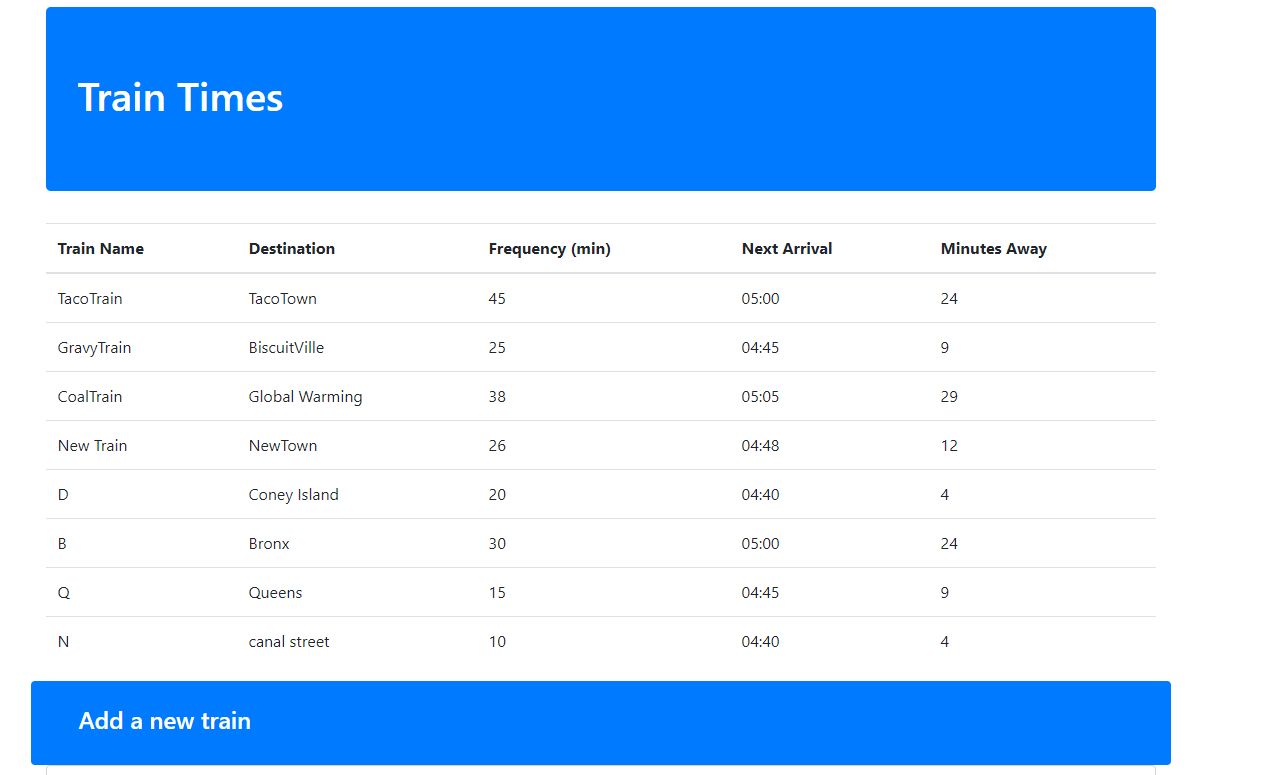 Train Times
Train Name Destination Frequency (min) Next Arrival Minutes Away
TacoTrain TacoTown 45 05:00 24
GravyTrain BiscuitVille 25 04:45 9
CoalTrain Global Warming 38 05:05 29
New Train NewTown 26 04:48 12
D Coney Island 20 04:40 4
B Bronx 30 05:00 24
Q Queens 15 04:45 9
N canal street 10 04:40 4
Add a new train